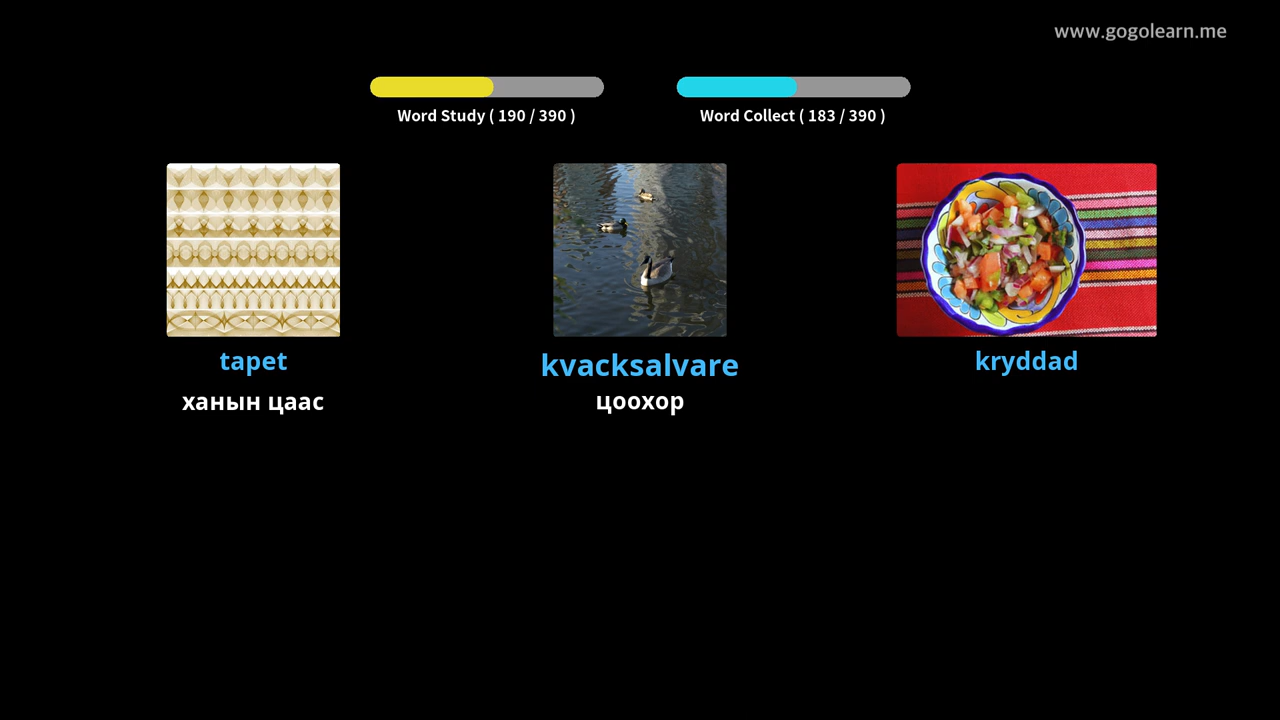 www.gogolearn.me
Word Study ( 190 / 390 )
Word Collect ( 183 / 390 )
tapet
kvacksalvare
kryddad
ханын цаас
цоохор